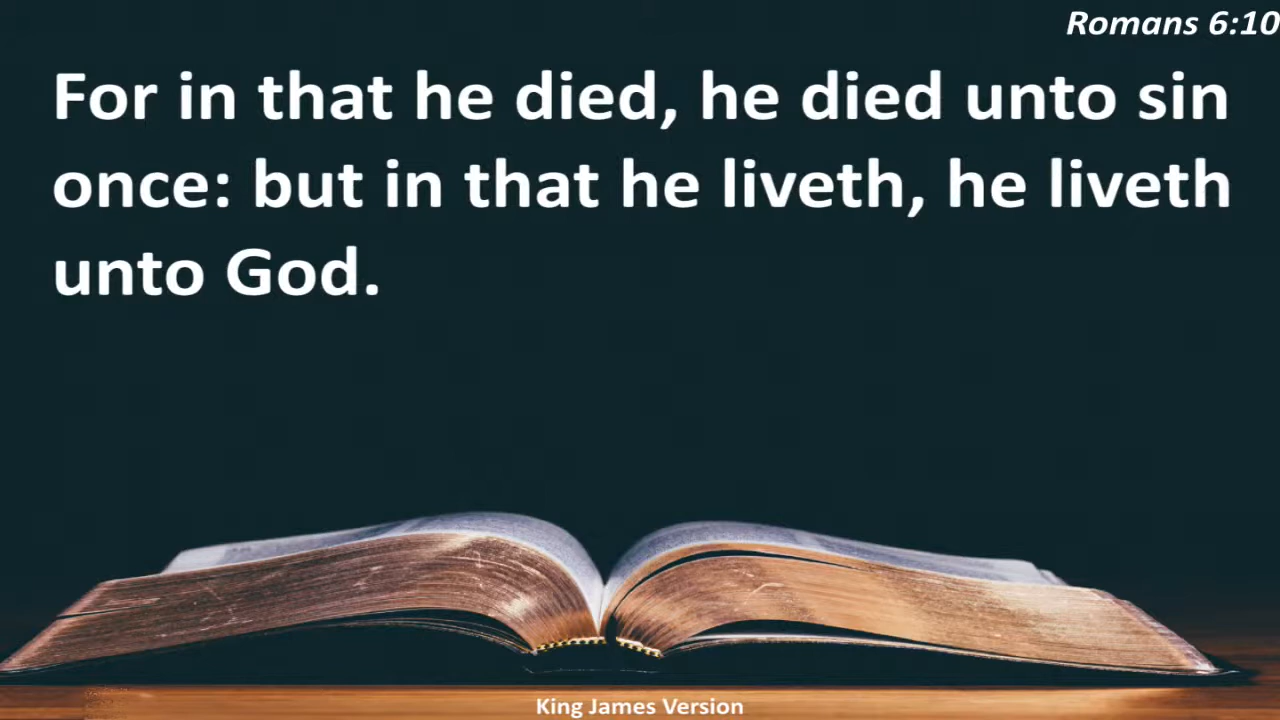 Romans 6:10
For in that he died, he died unto sin
once: but in that he liveth, he liveth
unto God.
King James Version